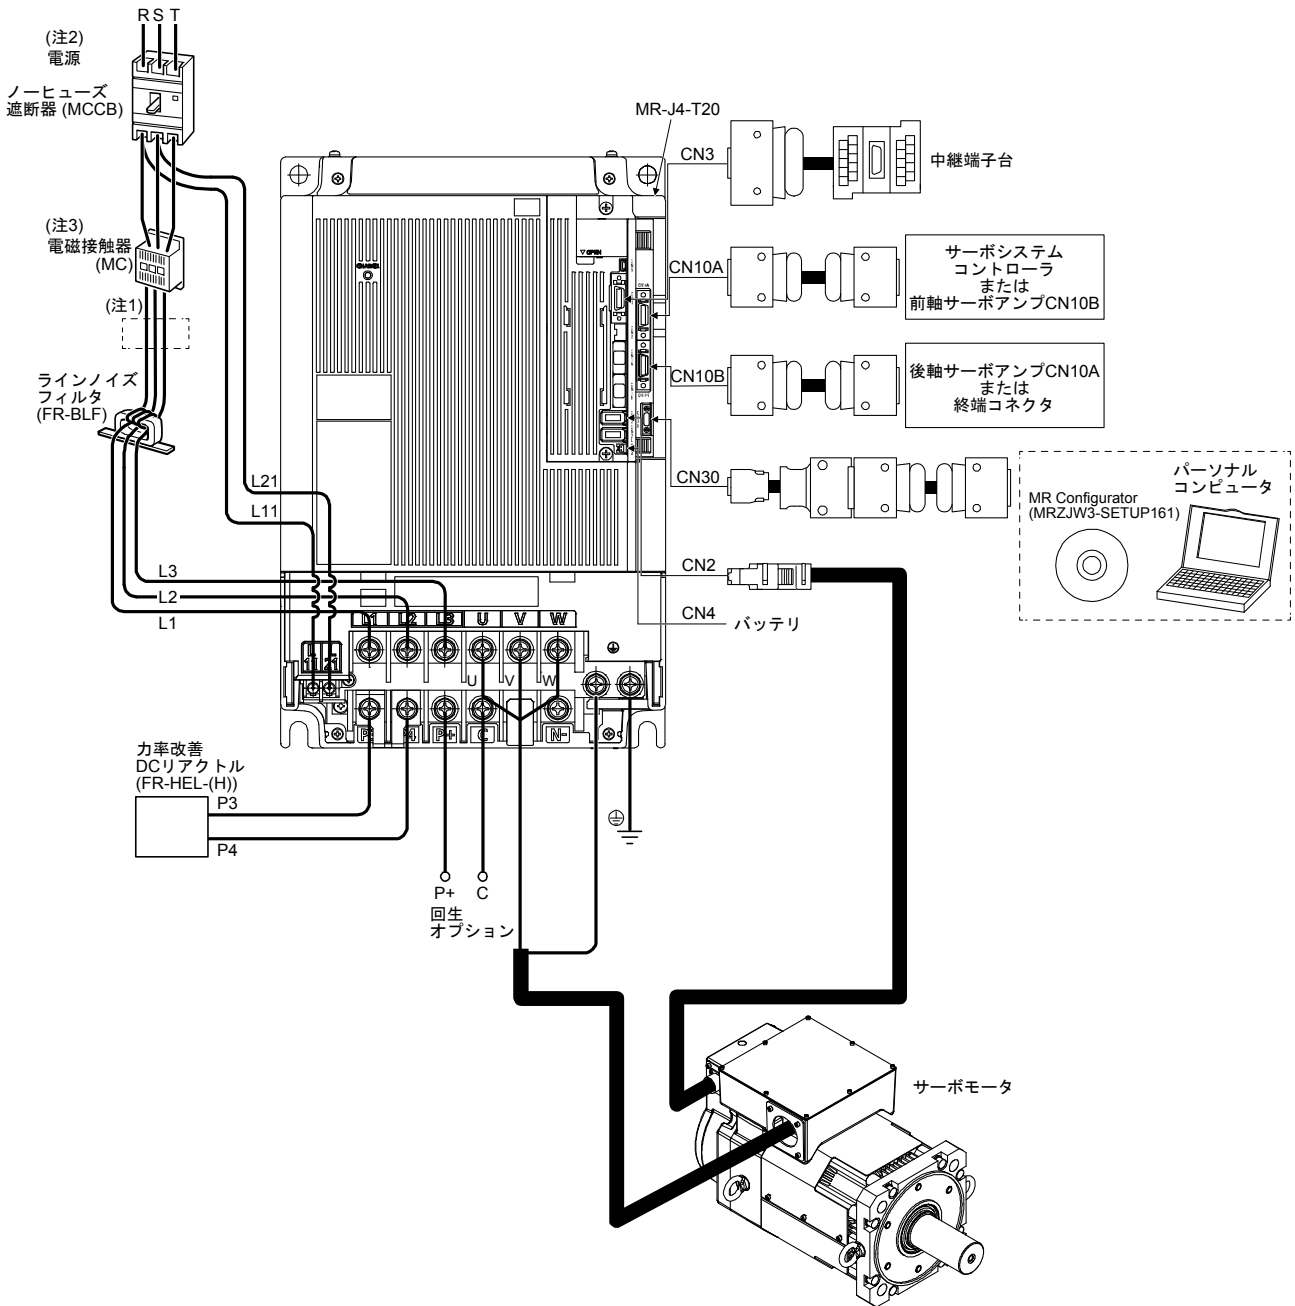 R S T
(注2)
電源
ノーヒューズ
遮断器 (MCCB)
MR-J4-T20
CN3
中継端子台
(注3)
電磁接触器
(MC)
CN10A
サーボシステム
コントローラ
または
前軸サーボアンプCN10B
(注1)
CN10B
後軸サーボアンプCN10A
または
終端コネクタ
ラインノイズ
フィルタ
(FR-BLF)
CHARGE
OPEN
CN30
MR Configurator
(MRZJW3-SETUP161)
パーソナル
コンピュータ
L21
L11
L3
L2
L1
CN2
CN4
バッテリ
L1 L2 L3 U V W
U V W
P+ C N-
力率改善
DCリアクトル
(FR-HEL-(H))
P3
P4
P+ C
回生
オプション
サーボモータ